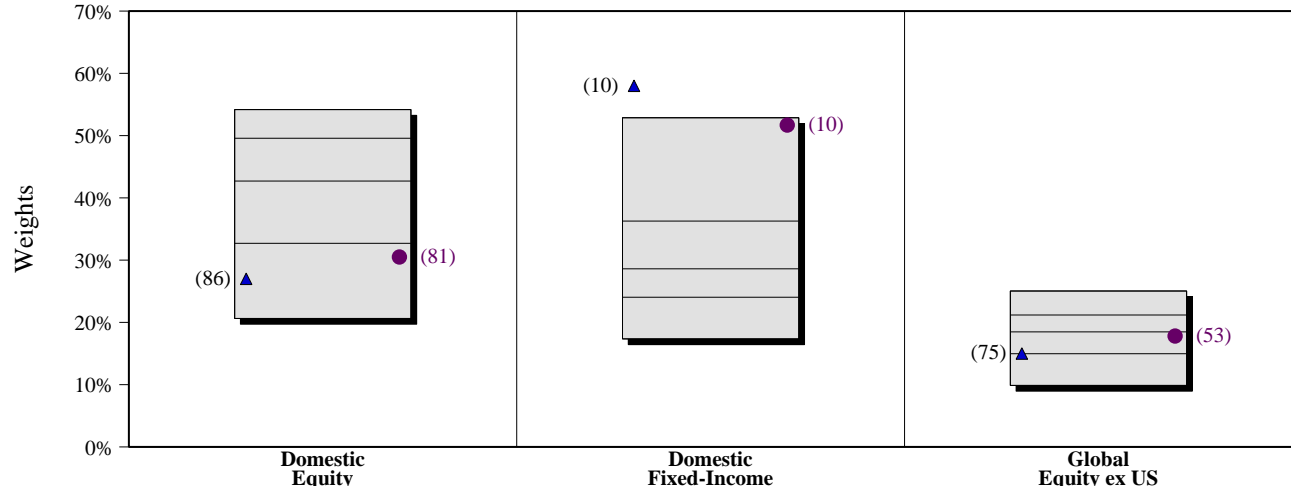 70%
60%
50%
40%
30%
20%
10%
0%
Weights
(86)
(81)
(10)
(10)
(75)
(53)
Domestic
Equity
Domestic
Fixed-Income
Global
Equity ex US